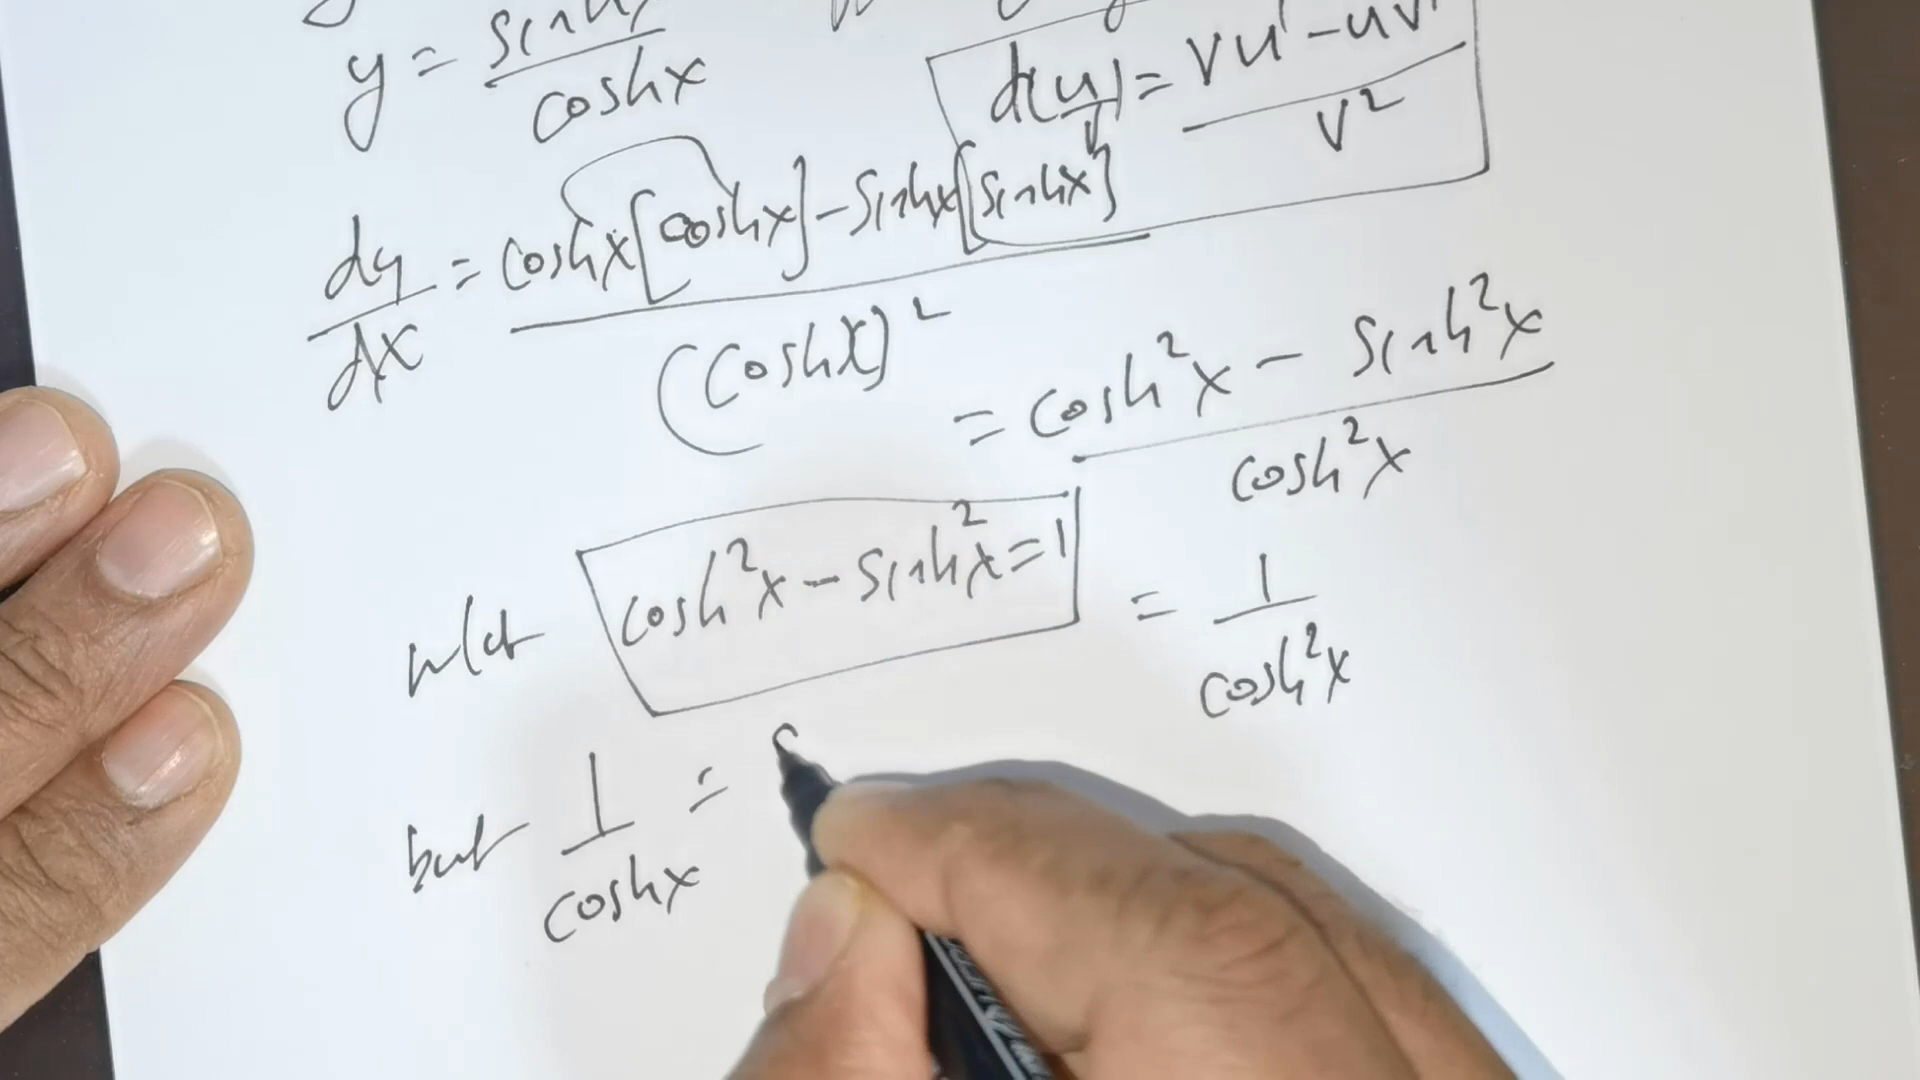 y = sinhx / coshx
d(u/v) = vu' - uv' / v²
dy/dx = coshx[coshx] - sinhx[sinhx] / (coshx)²
= cosh²x - sinh²x / cosh²x
cosh²x - sinh²x = 1
= 1 / cosh²x
but 1 / coshx =